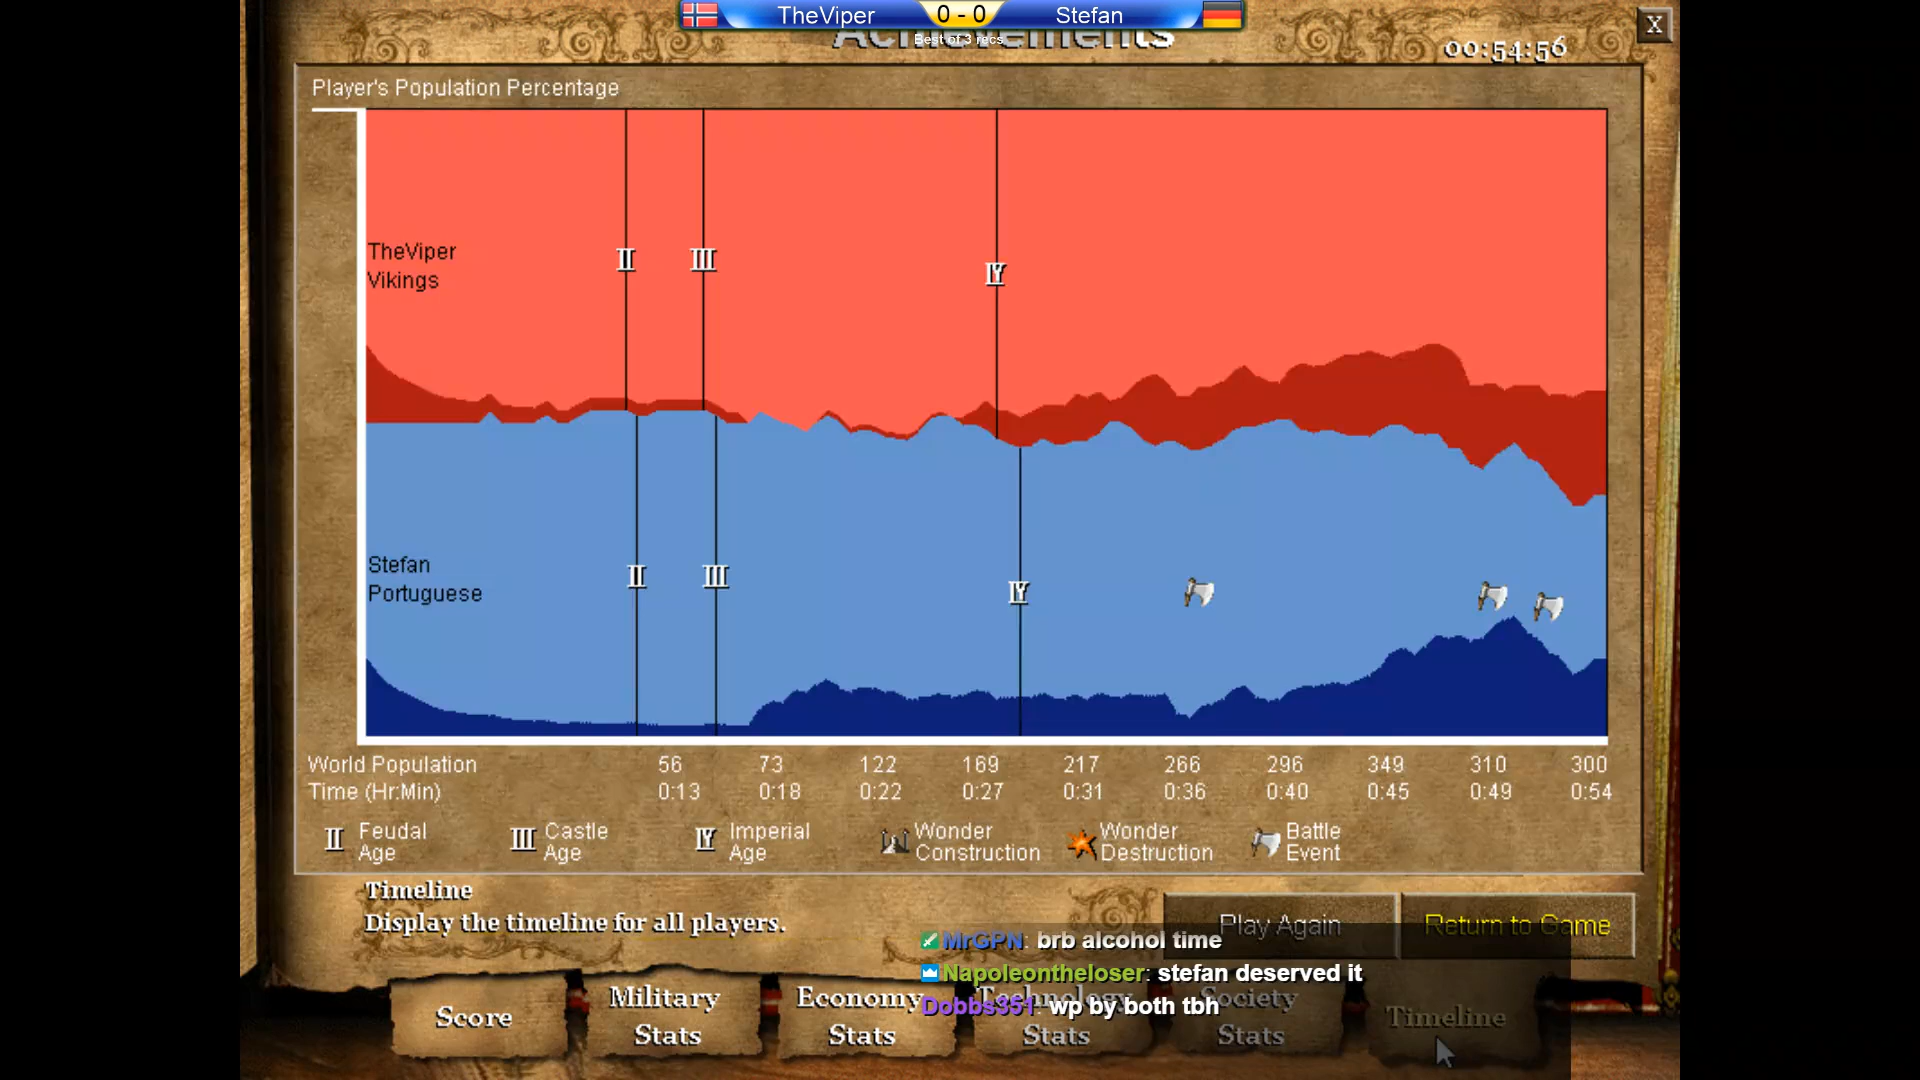 TheViper 0 - 0 Stefan
Achievements
Best of 3 recs
X
00:54:56
Player's Population Percentage
TheViper
Vikings
II III IV
Stefan
Portuguese
II III IV
World Population 56 73 122 169 217 266 296 349 310 300
Time (Hr:Min) 0:13 0:18 0:22 0:27 0:31 0:36 0:40 0:45 0:49 0:54
II Feudal Age
III Castle Age
IV Imperial Age
Wonder Construction
Wonder Destruction
Battle Event
Timeline
Display the timeline for all players.
Play Again
Return to Game
MrGPN: brb alcohol time
Napoleontheloser: stefan deserved it
Dobbs351: wp by both tbh
Score
Military Stats
Economy Stats
Technology Stats
Society Stats
Timeline